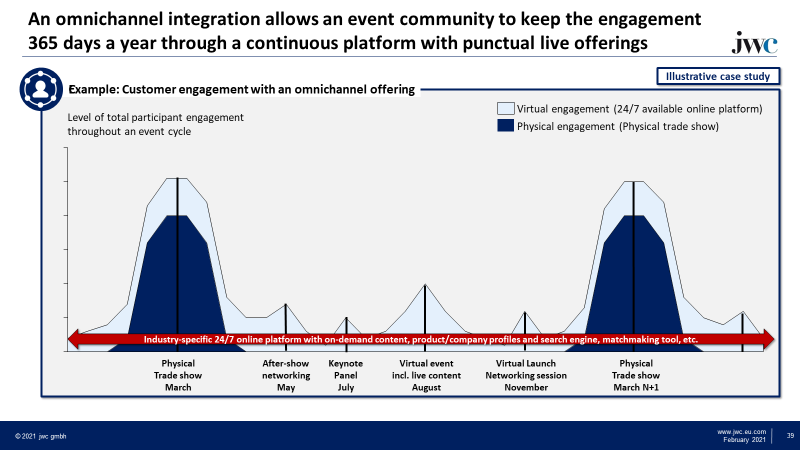 An omnichannel integration allows an event community to keep the engagement
365 days a year through a continuous platform with punctual live offerings
jwc
Illustrative case study
Example: Customer engagement with an omnichannel offering
Level of total participant engagement
throughout an event cycle
Virtual engagement (24/7 available online platform)
Physical engagement (Physical trade show)
Industry-specific 24/7 online platform with on-demand content, product/company profiles and search engine, matchmaking tool, etc.
Physical
Trade show
March
After-show
networking
May
Keynote
Panel
July
Virtual event
incl. live content
August
Virtual Launch
Networking session
November
Physical
Trade show
March N+1
© 2021 jwc gmbh
www.jwc.eu.com
February 2021
39